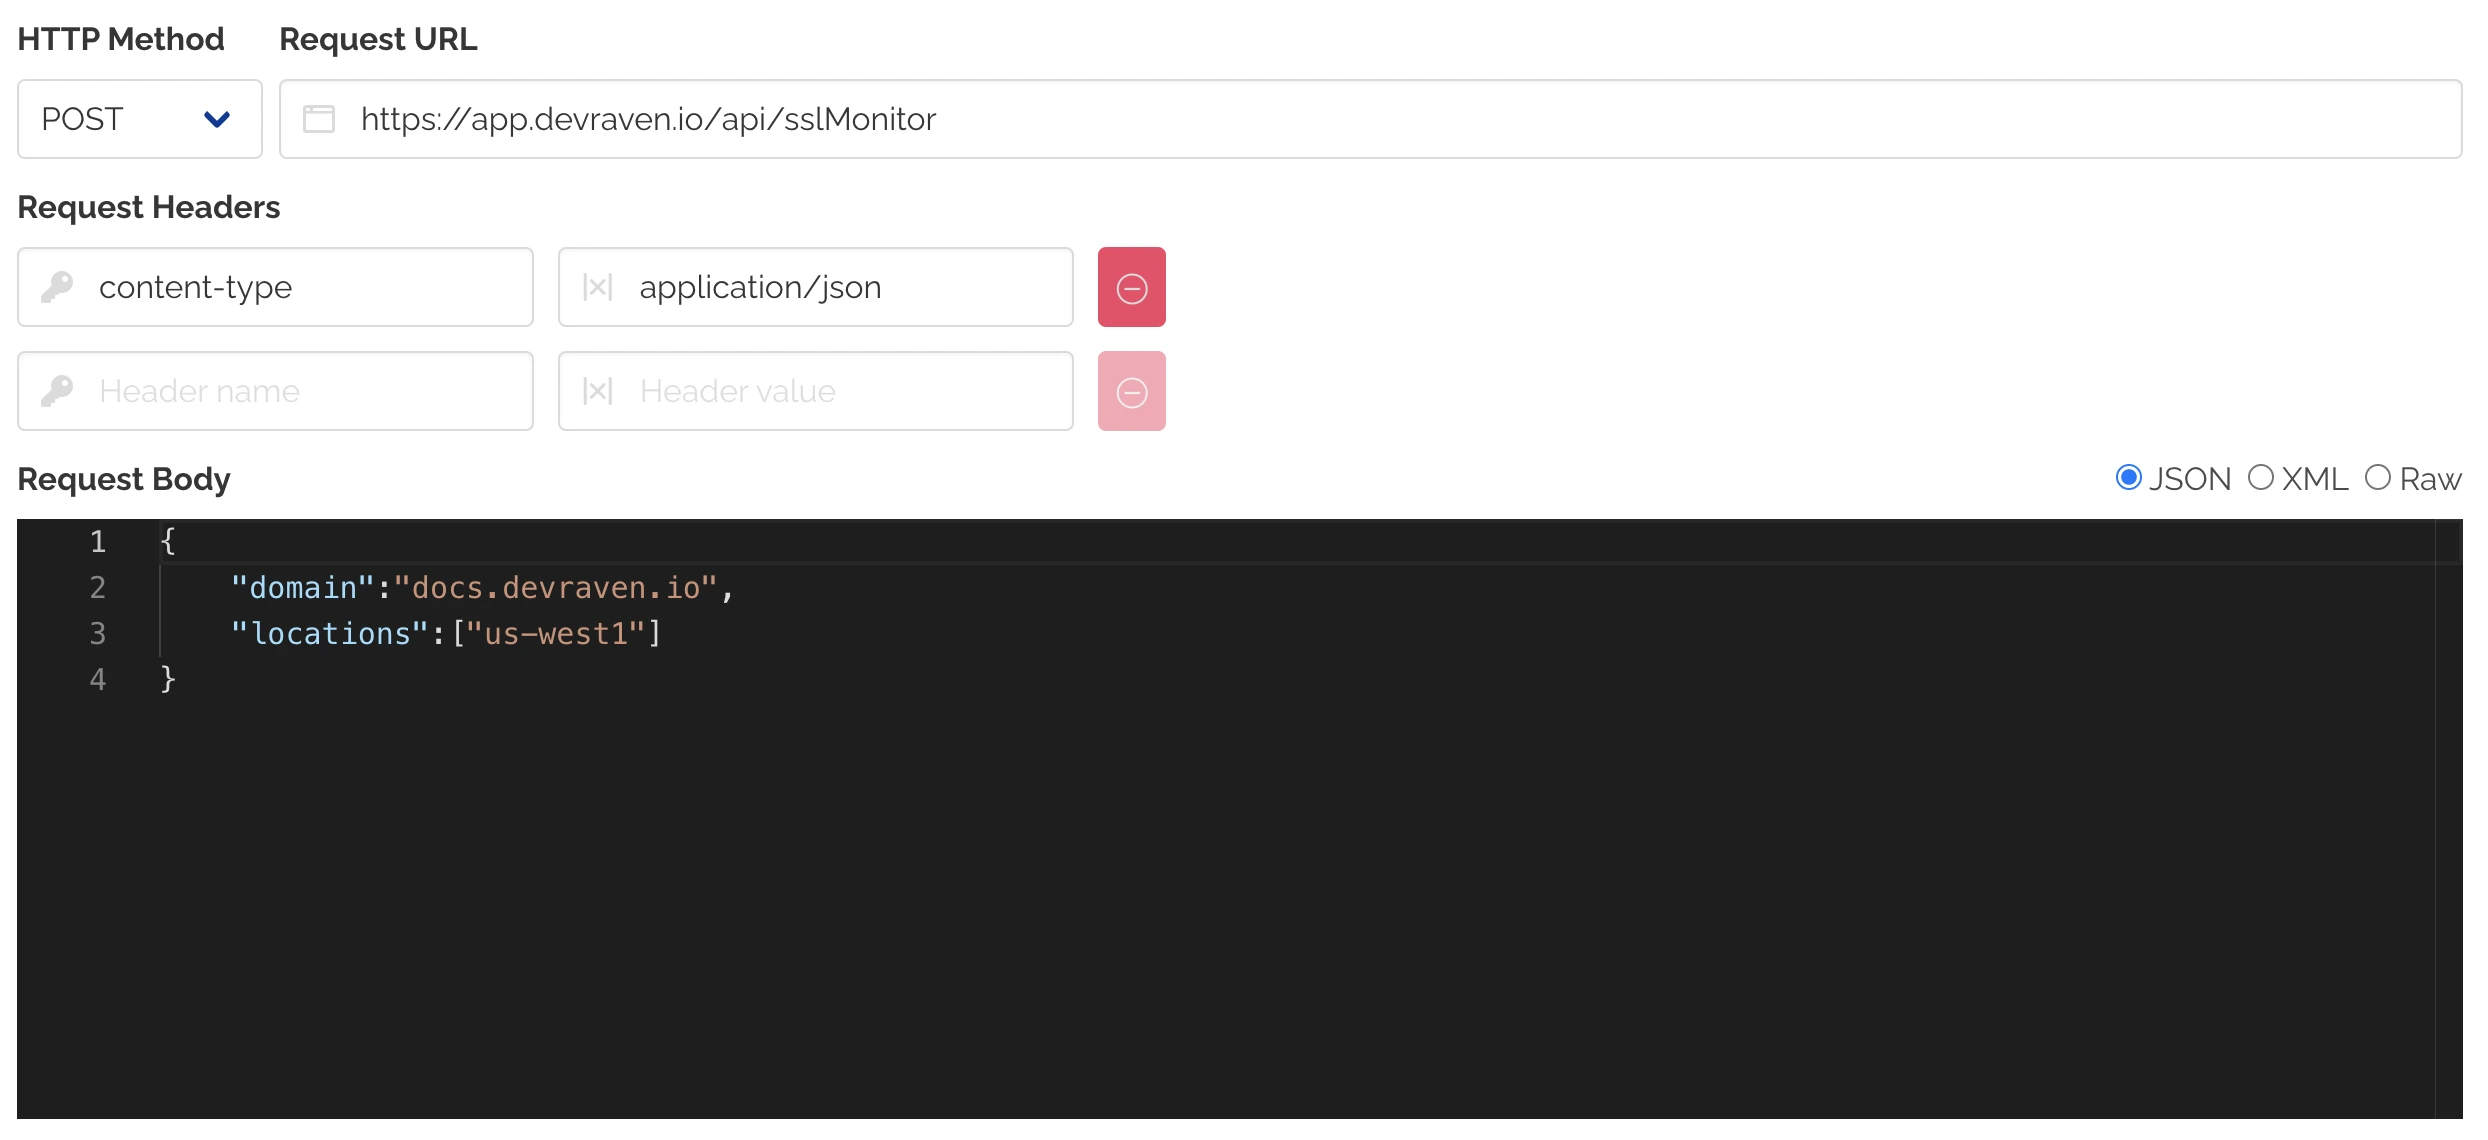 HTTP Method Request URL
POST https://app.devraven.io/api/sslMonitor
Request Headers
content-type application/json
Header name Header value
Request Body JSON XML Raw
1 {
2     "domain":"docs.devraven.io",
3     "locations":["us-west1"]
4 }